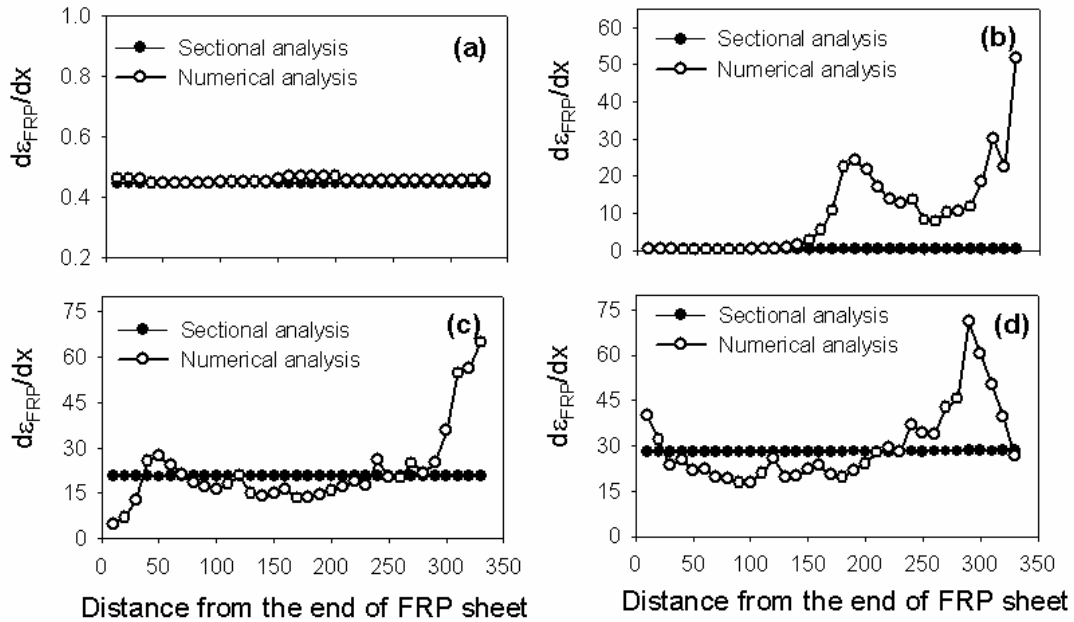 1.0
0.8
0.6
0.4
0.2
dεFRP/dx
Sectional analysis
Numerical analysis
(a)
60
50
40
30
20
10
0
dεFRP/dx
Sectional analysis
Numerical analysis
(b)
75
60
45
30
15
0
dεFRP/dx
Sectional analysis
Numerical analysis
(c)
0 50 100 150 200 250 300 350
Distance from the end of FRP sheet
75
60
45
30
15
0
dεFRP/dx
Sectional analysis
Numerical analysis
(d)
0 50 100 150 200 250 300 350
Distance from the end of FRP sheet